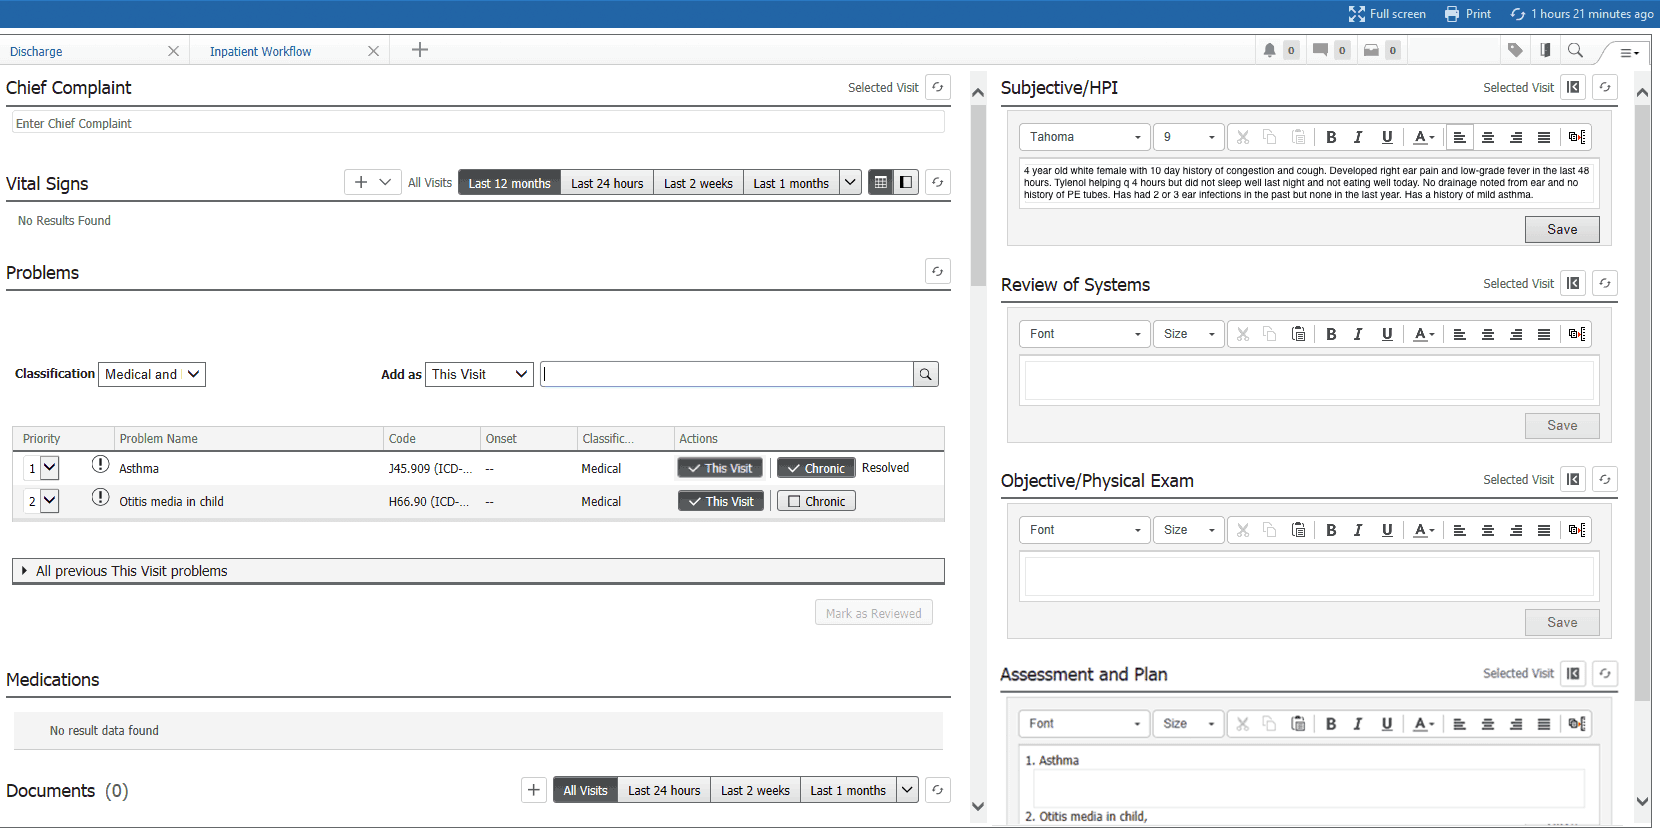 Full screen Print 1 hours 21 minutes ago
Discharge Inpatient Workflow
0 0 0
Chief Complaint Selected Visit
Enter Chief Complaint
Vital Signs All Visits Last 12 months Last 24 hours Last 2 weeks Last 1 months
No Results Found
Problems
Classification Medical and Add as This Visit
Priority Problem Name Code Onset Classific... Actions
1 Asthma J45.909 (ICD-... -- Medical This Visit Chronic Resolved
2 Otitis media in child H66.90 (ICD-... -- Medical This Visit Chronic
All previous This Visit problems
Mark as Reviewed
Medications
No result data found
Documents (0) All Visits Last 24 hours Last 2 weeks Last 1 months
Subjective/HPI Selected Visit
Tahoma 9 B I U A
4 year old white female with 10 day history of congestion and cough. Developed right ear pain and low-grade fever in the last 48
hours. Tylenol helping q 4 hours but did not sleep well last night and not eating well today. No drainage noted from ear and no
history of PE tubes. Has had 2 or 3 ear infections in the past but none in the last year. Has a history of mild asthma.
Save
Review of Systems Selected Visit
Font Size B I U A
Save
Objective/Physical Exam Selected Visit
Font Size B I U A
Save
Assessment and Plan Selected Visit
Font Size B I U A
1. Asthma
2. Otitis media in child,